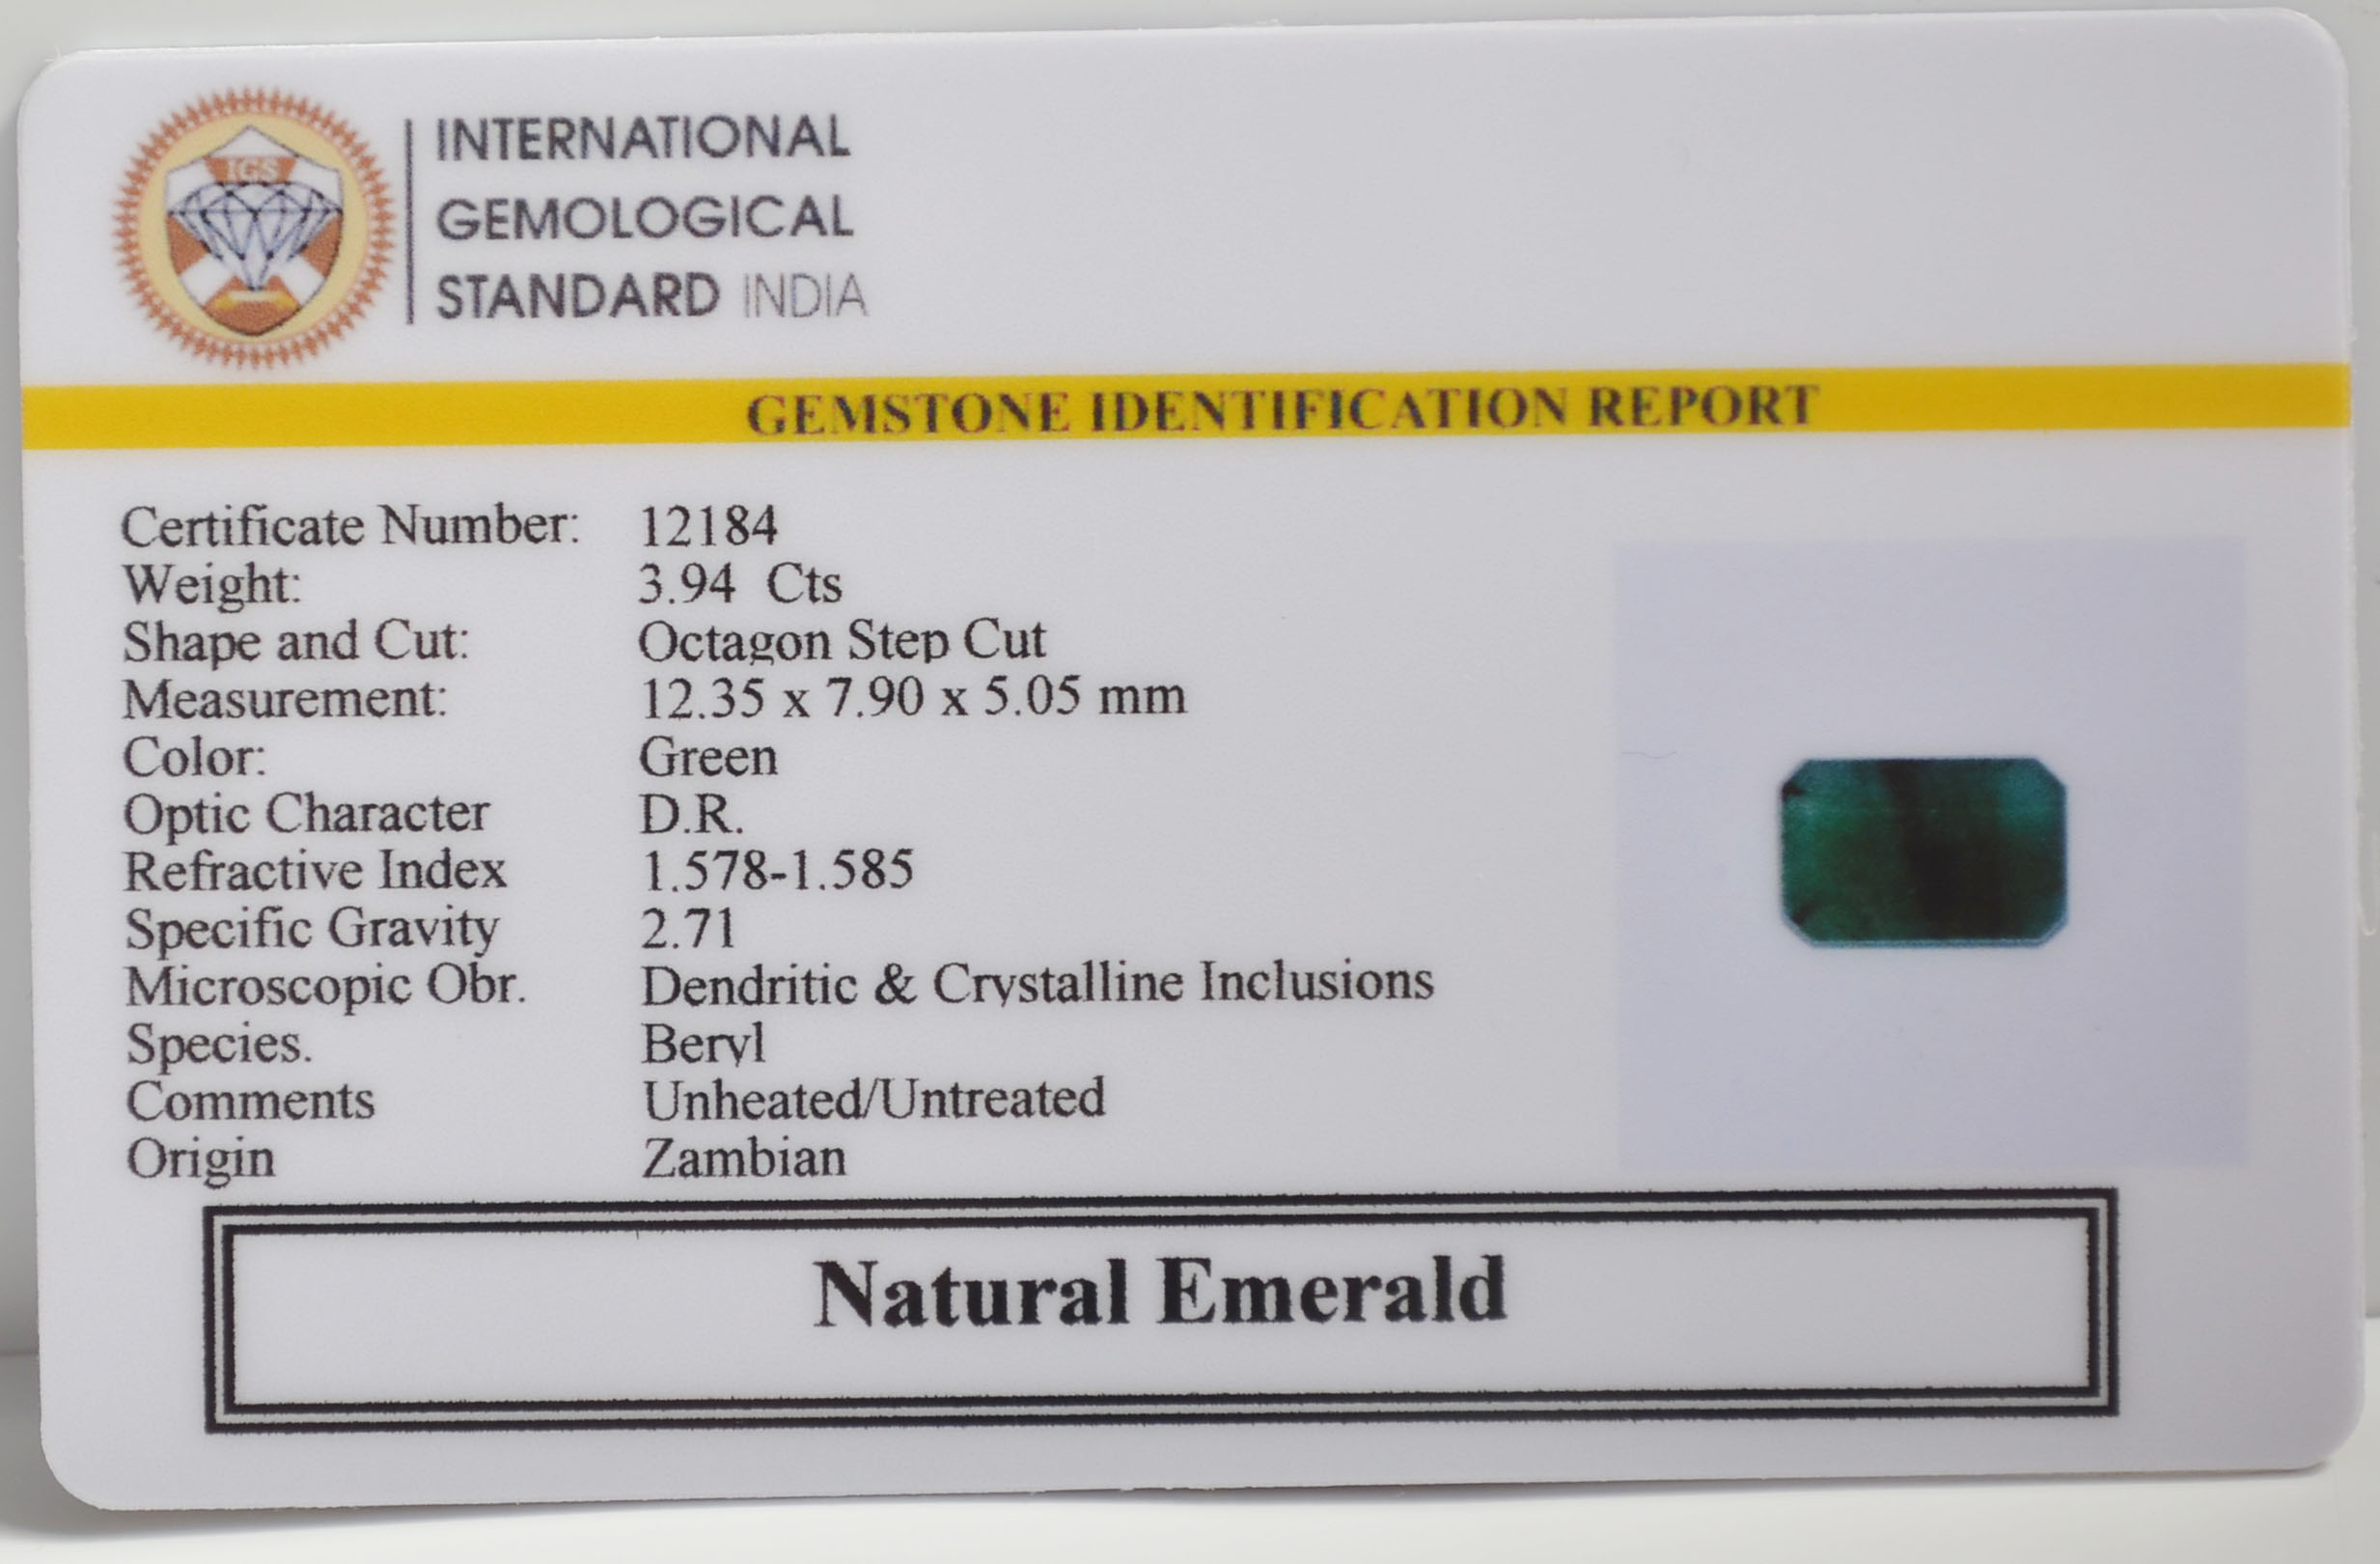 IGS
INTERNATIONAL
GEMOLOGICAL
STANDARD INDIA
GEMSTONE IDENTIFICATION REPORT
Certificate Number: 12184
Weight: 3.94 Cts
Shape and Cut: Octagon Step Cut
Measurement: 12.35 x 7.90 x 5.05 mm
Color: Green
Optic Character D.R.
Refractive Index 1.578-1.585
Specific Gravity 2.71
Microscopic Obr. Dendritic & Crystalline Inclusions
Species. Beryl
Comments Unheated/Untreated
Origin Zambian
Natural Emerald